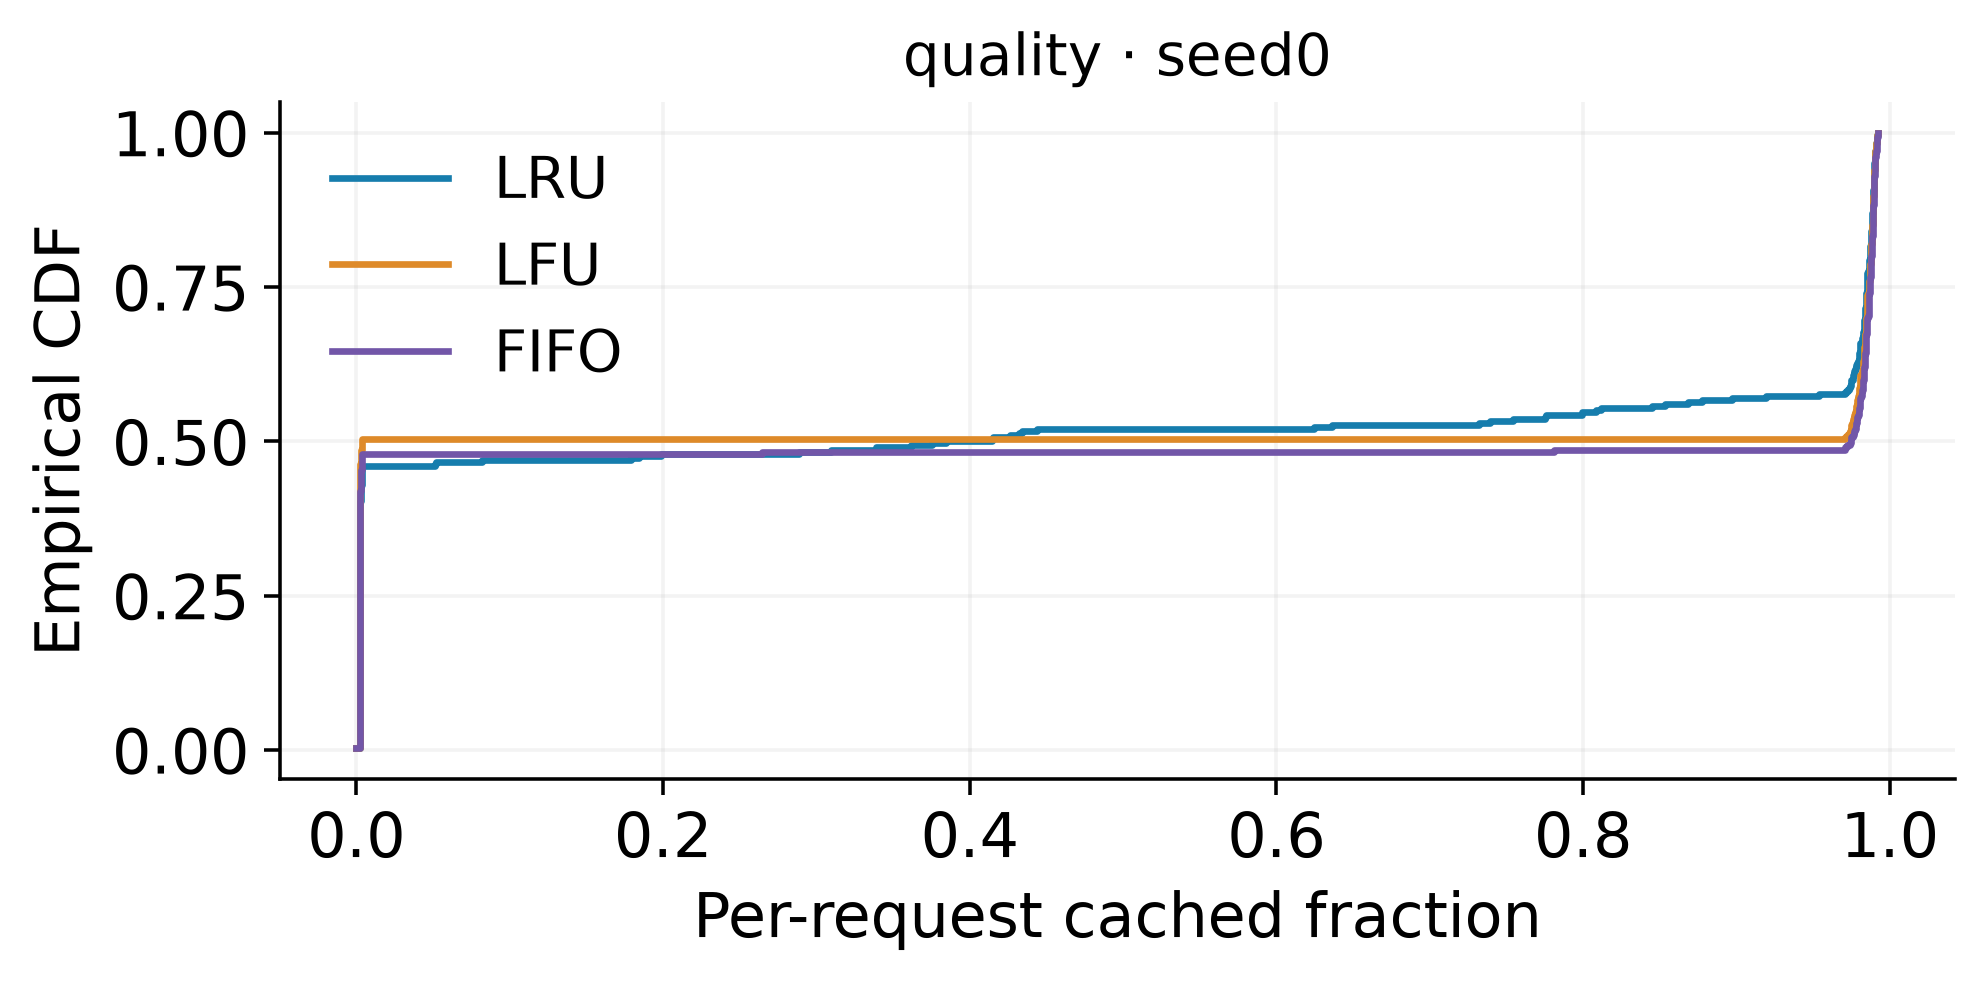 quality · seed0
1.00
0.75
0.50
0.25
0.00
Empirical CDF
LRU
LFU
FIFO
0.0 0.2 0.4 0.6 0.8 1.0
Per-request cached fraction